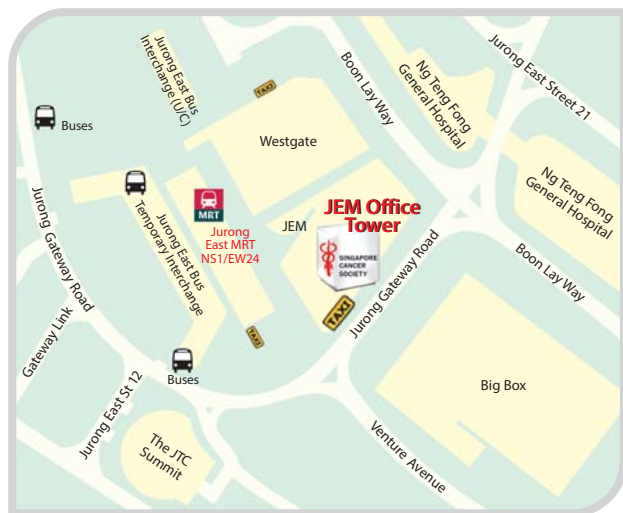 Jurong East Bus
Interchange (U/C)
TAXI
Boon Lay Way
Ng Teng Fong
General Hospital
Jurong East Street 21
Buses
Westgate
Ng Teng Fong
General Hospital
MRT
Jurong
East MRT
NS1/EW24
JEM
JEM Office
Tower
SINGAPORE
CANCER
SOCIETY
Jurong East Bus
Temporary Interchange
Jurong Gateway Road
Gateway Link
TAXI
TAXI
Jurong Gateway Road
Boon Lay Way
Buses
Jurong East St 12
Big Box
The JTC
Summit
Venture Avenue